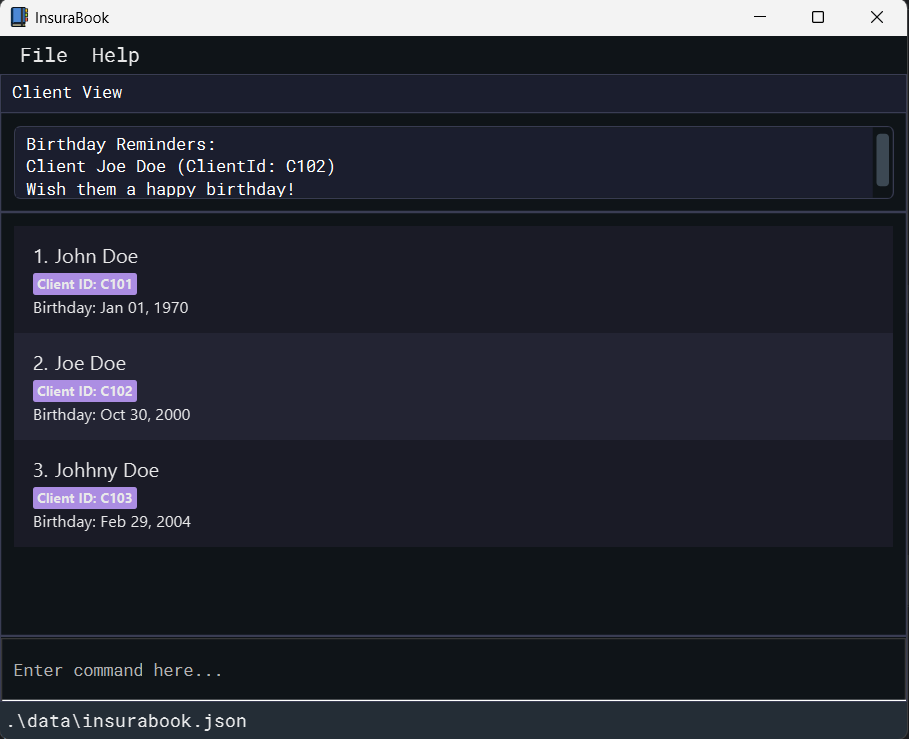 InsuraBook
File Help
Client View
Birthday Reminders:
Client Joe Doe (ClientId: C102)
Wish them a happy birthday!
1. John Doe
Client ID: C101
Birthday: Jan 01, 1970
2. Joe Doe
Client ID: C102
Birthday: Oct 30, 2000
3. Johhny Doe
Client ID: C103
Birthday: Feb 29, 2004
Enter command here...
.\data\insurabook.json